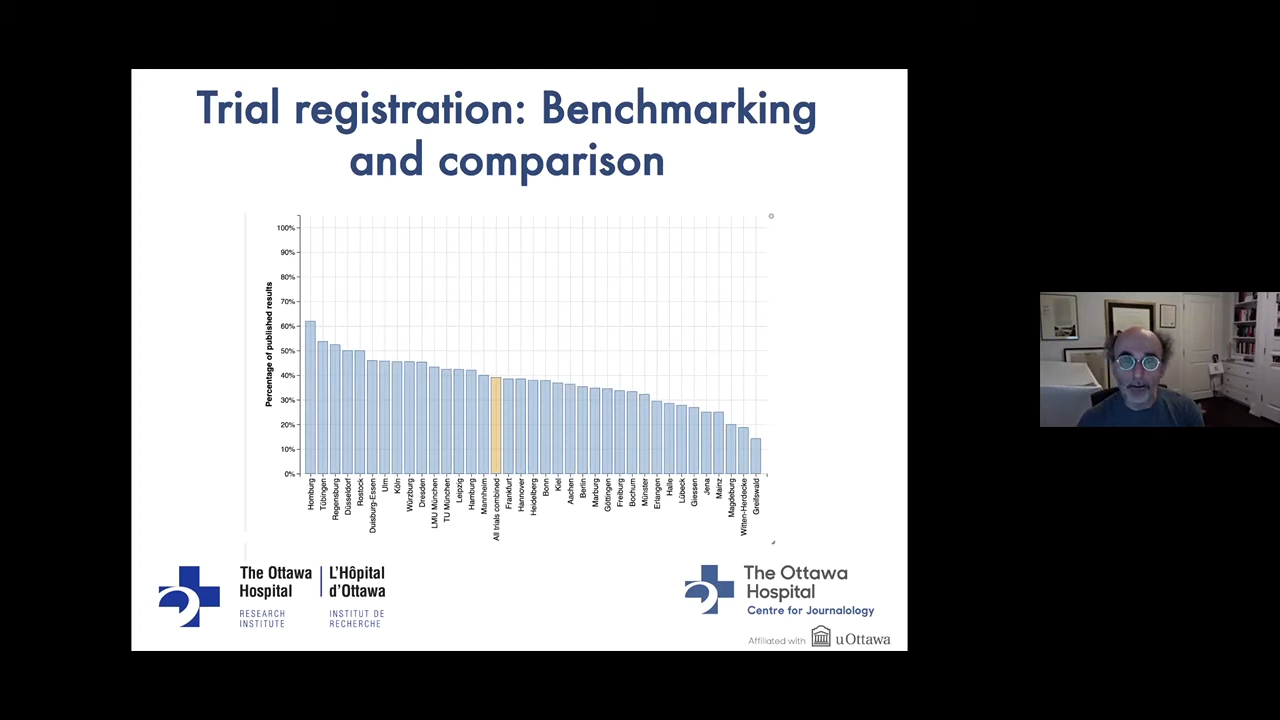 Trial registration: Benchmarking
and comparison
Percentage of published results
100%
90%
80%
70%
60%
50%
40%
30%
20%
10%
0%
Homburg
Tübingen
Regensburg
Düsseldorf
Rostock
Duisburg-Essen
Ulm
Köln
Würzburg
Dresden
LMU München
TU München
Leipzig
Hamburg
Mannheim
All trials combined
Frankfurt
Hannover
Heidelberg
Bonn
Kiel
Aachen
Berlin
Marburg
Göttingen
Freiburg
Bochum
Münster
Erlangen
Halle
Lübeck
Giessen
Jena
Mainz
Magdeburg
Witten-Herdecke
Greifswald
The Ottawa
Hospital
RESEARCH
INSTITUTE
L'Hôpital
d'Ottawa
INSTITUT DE
RECHERCHE
The Ottawa
Hospital
Centre for Journalology
Affiliated with uOttawa